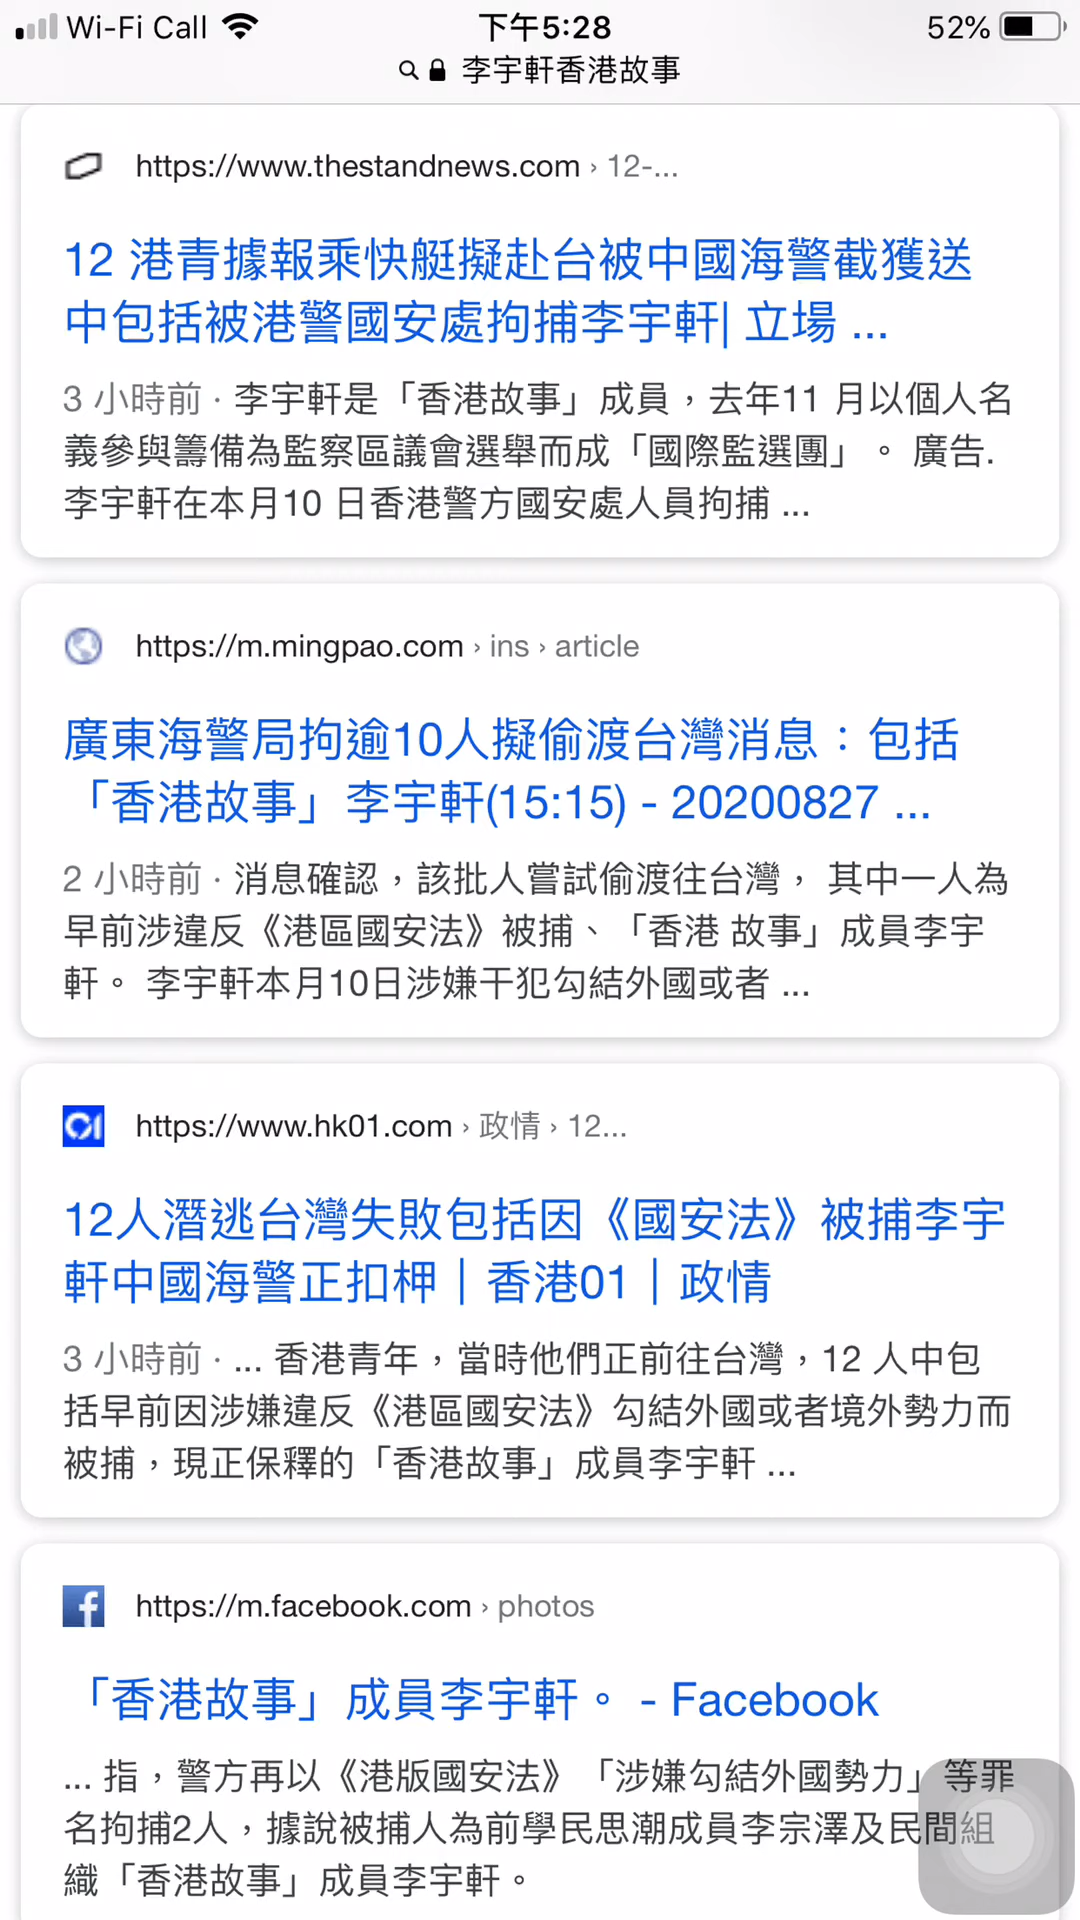 Wi-Fi Call 下午5:28 52%
李宇軒香港故事
https://www.thestandnews.com › 12-...
12 港青據報乘快艇擬赴台被中國海警截獲送
中包括被港警國安處拘捕李宇軒| 立場 ...
3 小時前 · 李宇軒是「香港故事」成員，去年11 月以個人名
義參與籌備為監察區議會選舉而成「國際監選團」。 廣告.
李宇軒在本月10 日香港警方國安處人員拘捕 ...
https://m.mingpao.com › ins › article
廣東海警局拘逾10人擬偷渡台灣消息：包括
「香港故事」李宇軒(15:15) - 20200827 ...
2 小時前 · 消息確認，該批人嘗試偷渡往台灣， 其中一人為
早前涉違反《港區國安法》被捕、「香港 故事」成員李宇
軒。 李宇軒本月10日涉嫌干犯勾結外國或者 ...
https://www.hk01.com › 政情 › 12...
12人潛逃台灣失敗包括因《國安法》被捕李宇
軒中國海警正扣柙｜香港01｜政情
3 小時前 · ... 香港青年，當時他們正前往台灣，12 人中包
括早前因涉嫌違反《港區國安法》勾結外國或者境外勢力而
被捕，現正保釋的「香港故事」成員李宇軒 ...
https://m.facebook.com › photos
「香港故事」成員李宇軒。 - Facebook
... 指，警方再以《港版國安法》「涉嫌勾結外國勢力」等罪
名拘捕2人，據說被捕人為前學民思潮成員李宗澤及民間組
織「香港故事」成員李宇軒。